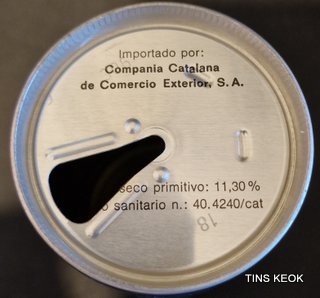 Importado por:
Compania Catalana
de Comercio Exterior, S. A.
seco primitivo: 11,30 %
sanitario n.: 40.4240/cat
18
TINS KEOK